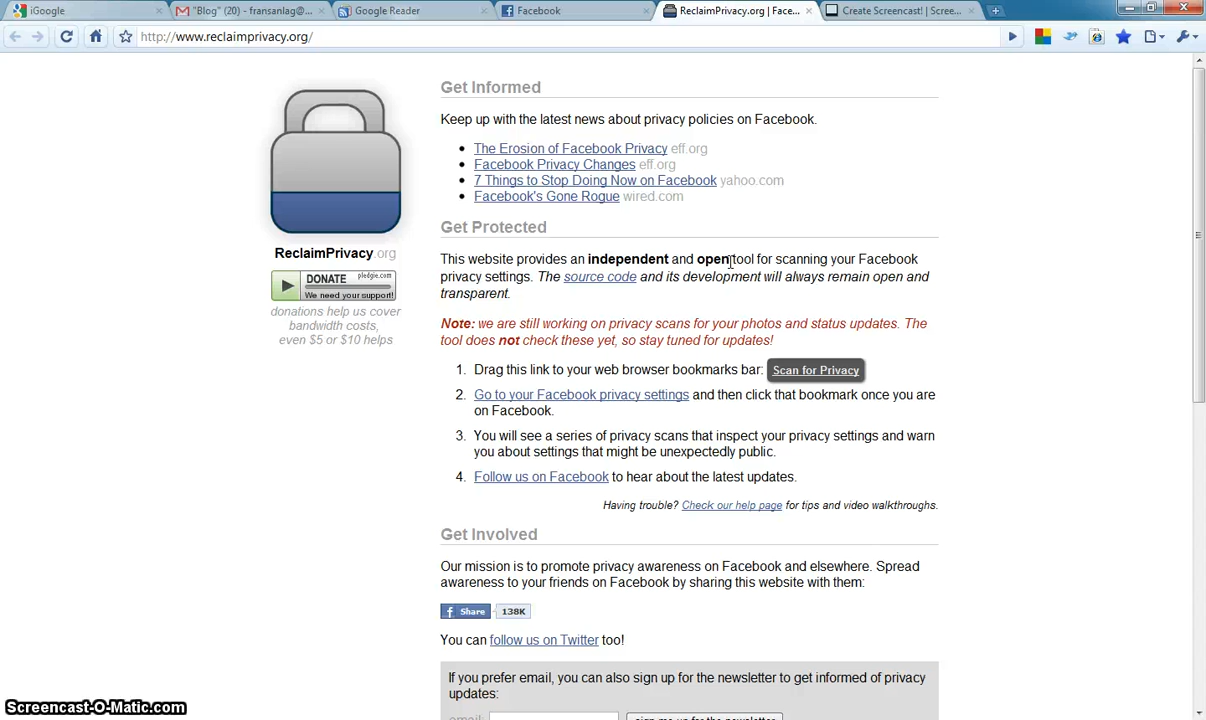 iGoogle
"Blog" (20) - fransanlag@...
Google Reader
Facebook
ReclaimPrivacy.org | Face...
Create Screencast! | Scree...
http://www.reclaimprivacy.org/
Get Informed
Keep up with the latest news about privacy policies on Facebook.
The Erosion of Facebook Privacy eff.org
Facebook Privacy Changes eff.org
7 Things to Stop Doing Now on Facebook yahoo.com
Facebook's Gone Rogue wired.com
ReclaimPrivacy.org
DONATE pledgie.com
We need your support!
donations help us cover
bandwidth costs,
even $5 or $10 helps
Get Protected
This website provides an independent and open tool for scanning your Facebook
privacy settings. The source code and its development will always remain open and
transparent.
Note: we are still working on privacy scans for your photos and status updates. The
tool does not check these yet, so stay tuned for updates!
1. Drag this link to your web browser bookmarks bar: Scan for Privacy
2. Go to your Facebook privacy settings and then click that bookmark once you are
on Facebook.
3. You will see a series of privacy scans that inspect your privacy settings and warn
you about settings that might be unexpectedly public.
4. Follow us on Facebook to hear about the latest updates.
Having trouble? Check our help page for tips and video walkthroughs.
Get Involved
Our mission is to promote privacy awareness on Facebook and elsewhere. Spread
awareness to your friends on Facebook by sharing this website with them:
f Share 138K
You can follow us on Twitter too!
If you prefer email, you can also sign up for the newsletter to get informed of privacy
updates:
email: sign me up for the newsletter
Screencast-O-Matic.com